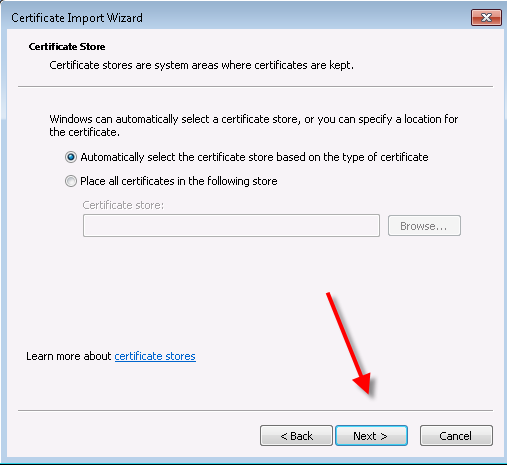 Certificate Import Wizard
Certificate Store
Certificate stores are system areas where certificates are kept.
Windows can automatically select a certificate store, or you can specify a location for
the certificate.
Automatically select the certificate store based on the type of certificate
Place all certificates in the following store
Certificate store:
Browse...
Learn more about certificate stores
< Back
Next >
Cancel